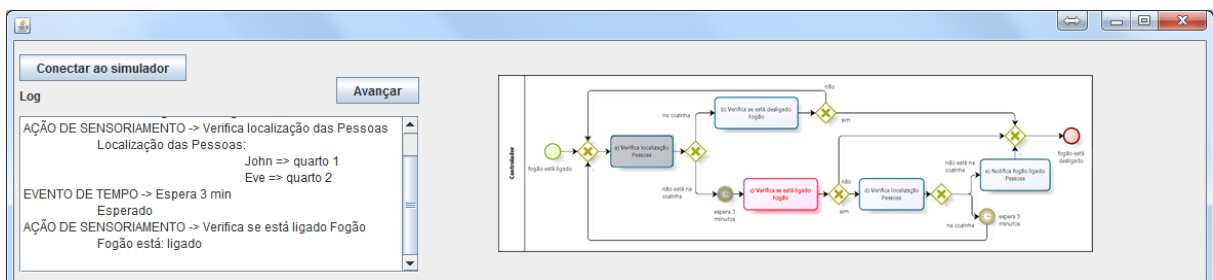 Conectar ao simulador
Log
Avançar
AÇÃO DE SENSORIAMENTO -> Verifica localização das Pessoas
Localização das Pessoas:
John => quarto 1
Eve => quarto 2
EVENTO DE TEMPO -> Espera 3 min
Esperado
AÇÃO DE SENSORIAMENTO -> Verifica se está ligado Fogão
Fogão está: ligado
Controlador
fogão está ligado
a) Verifica localização
Pessoas
na cozinha
b) Verifica se está desligado
Fogão
não
sim
não está na
cozinha
espera 3
minutos
c) Verifica se está ligado
Fogão
não
sim
d) Verifica localização
Pessoas
não está na
cozinha
na cozinha
e) Notifica fogão ligado
Pessoas
espera 3
minutos
fogão está
desligado